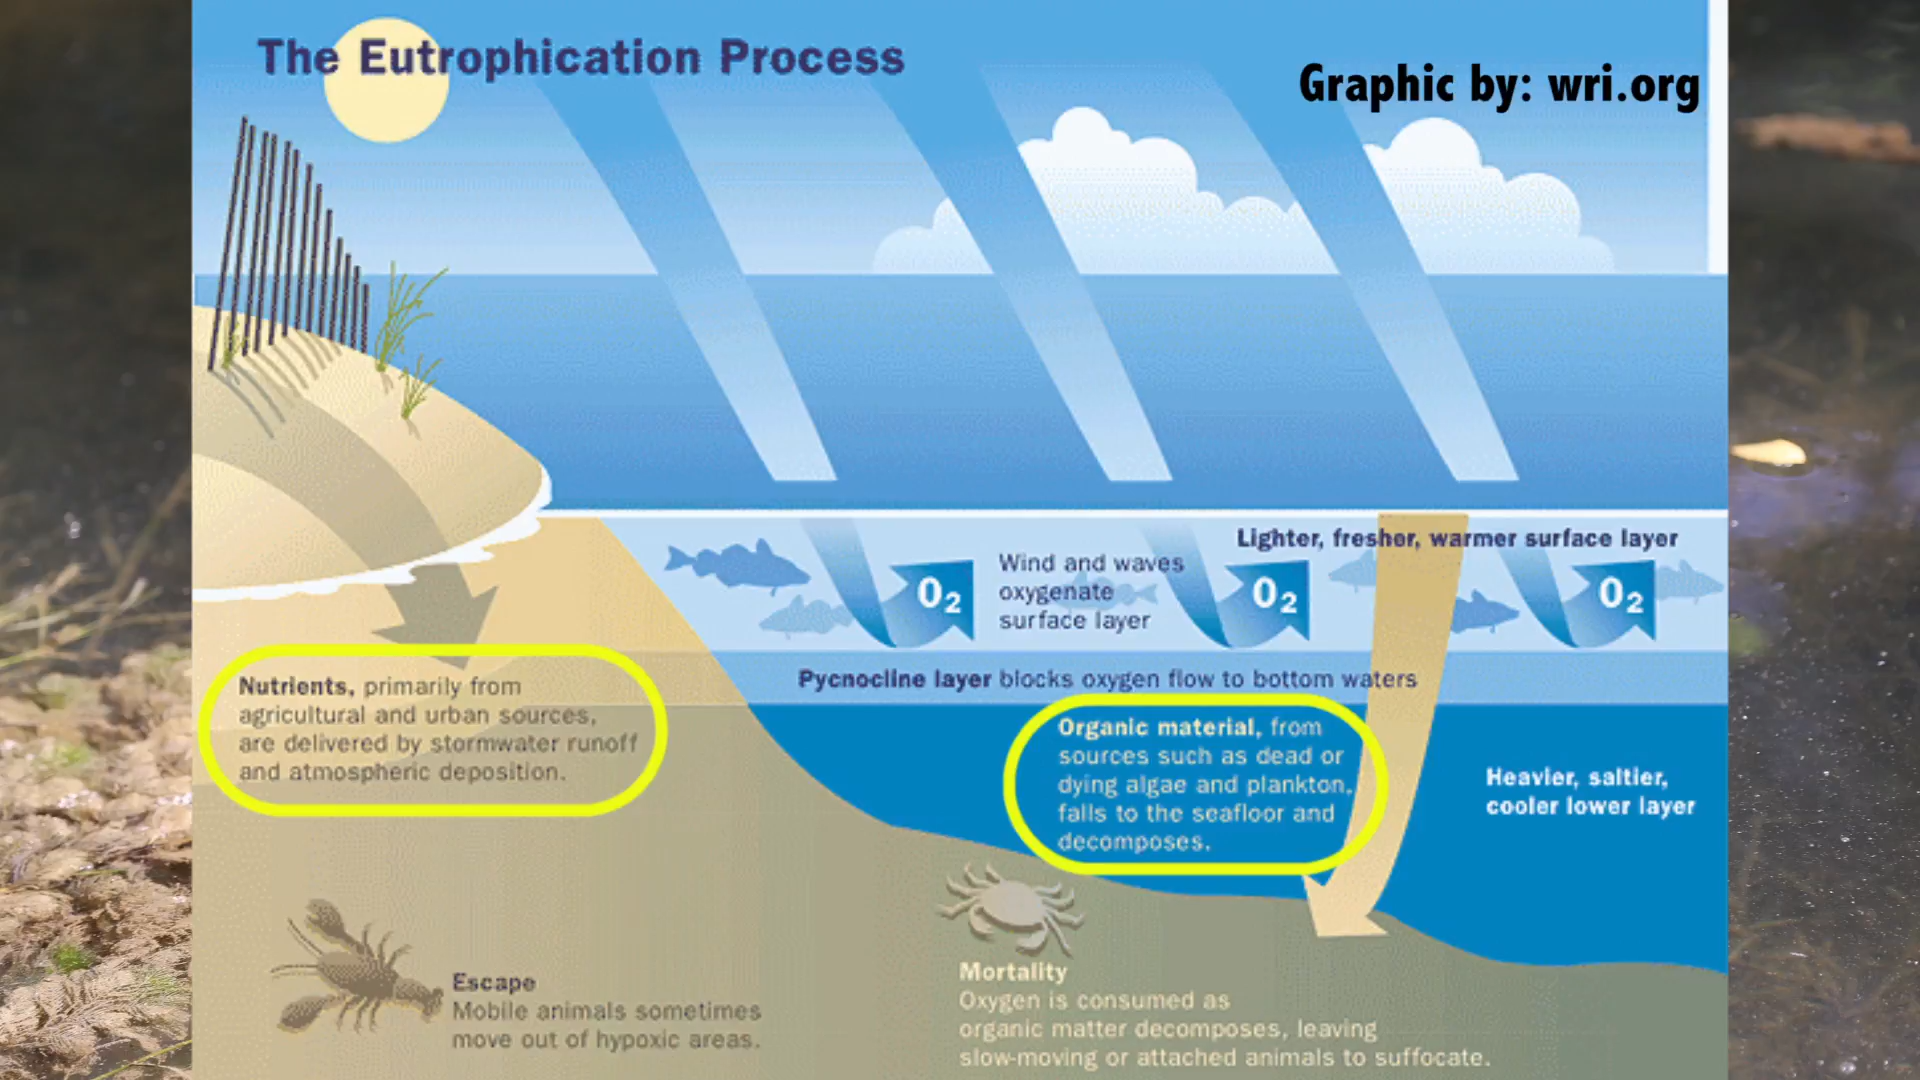 The Eutrophication Process
Graphic by: wri.org
Lighter, fresher, warmer surface layer
Wind and waves
oxygenate
surface layer
O₂
O₂
O₂
Pycnocline layer blocks oxygen flow to bottom waters
Nutrients, primarily from
agricultural and urban sources,
are delivered by stormwater runoff
and atmospheric deposition.
Organic material, from
sources such as dead or
dying algae and plankton,
falls to the seafloor and
decomposes.
Heavier, saltier,
cooler lower layer
Escape
Mobile animals sometimes
move out of hypoxic areas.
Mortality
Oxygen is consumed as
organic matter decomposes, leaving
slow-moving or attached animals to suffocate.